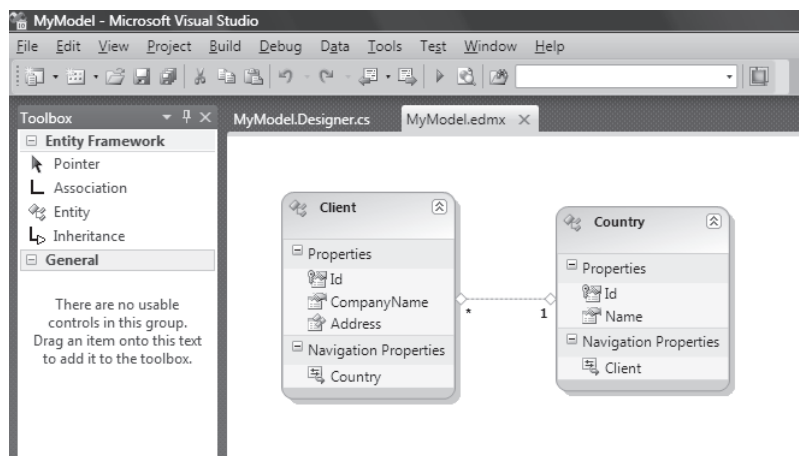 MyModel - Microsoft Visual Studio
File Edit View Project Build Debug Data Tools Test Window Help
Toolbox
MyModel.Designer.cs
MyModel.edmx
Entity Framework
Pointer
Association
Entity
Inheritance
General
There are no usable
controls in this group.
Drag an item onto this text
to add it to the toolbox.
Client
Properties
Id
CompanyName
Address
Navigation Properties
Country
* 1
Country
Properties
Id
Name
Navigation Properties
Client